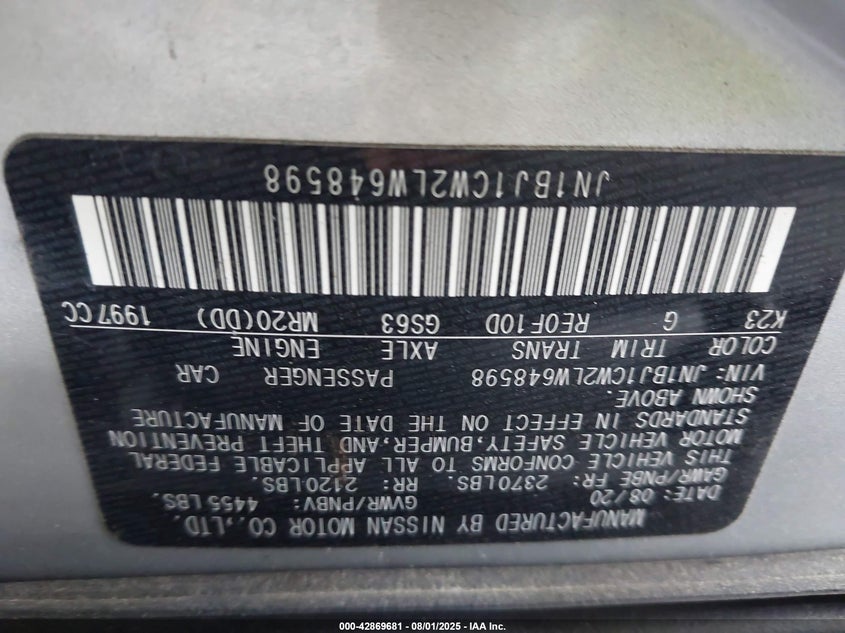 MANUFACTURED BY NISSAN MOTOR CO.,LTD.
DATE: 08/20 GVWR/PNBV: 4455LBS.
GAWR/PNBE FR: 2370LBS. RR: 2120LBS.
THIS VEHICLE CONFORMS TO ALL APPLICABLE FEDERAL
MOTOR VEHICLE SAFETY,BUMPER,AND THEFT PREVENTION
STANDARDS IN EFFECT ON THE DATE OF MANUFACTURE
SHOWN ABOVE.
VIN: JN1BJ1CW2LW648598 PASSENGER CAR
COLOR TRIM TRANS AXLE ENGINE
K23 G RE0F10D GS63 MR20(DD) 1997CC
JN1BJ1CW2LW648598
000-42869681 - 08/01/2025 - IAA Inc.